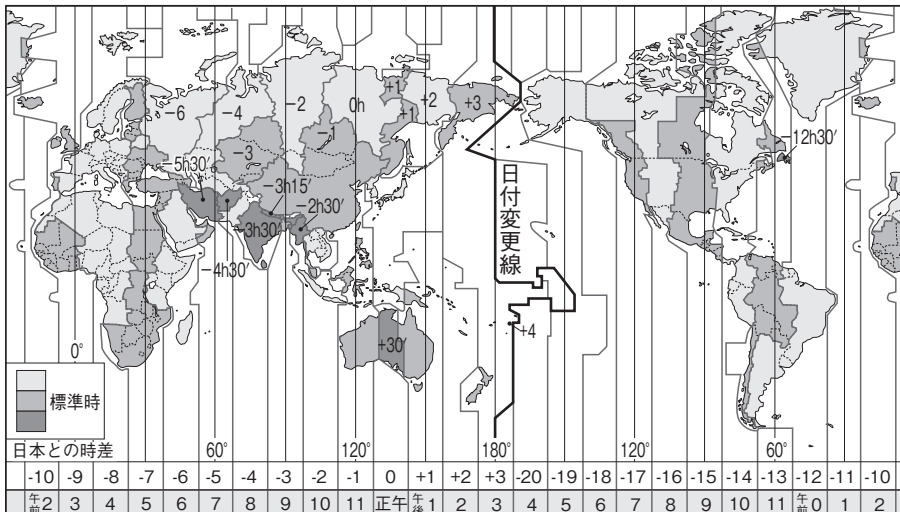 -6
-4
-2
0h
+1
+1
+2
+3
-3
-1
-5h30′
-3h15′
-2h30′
-3h30′
-4h30′
-12h30′
日付変更線
+4
+30′
0°
標準時
日本との時差
60° 120° 180° 120° 60°
-10 -9 -8 -7 -6 -5 -4 -3 -2 -1 0 +1 +2 +3 -20 -19 -18 -17 -16 -15 -14 -13 -12 -11 -10
午前2 3 4 5 6 7 8 9 10 11 正午 午後1 2 3 4 5 6 7 8 9 10 11 午前0 1 2